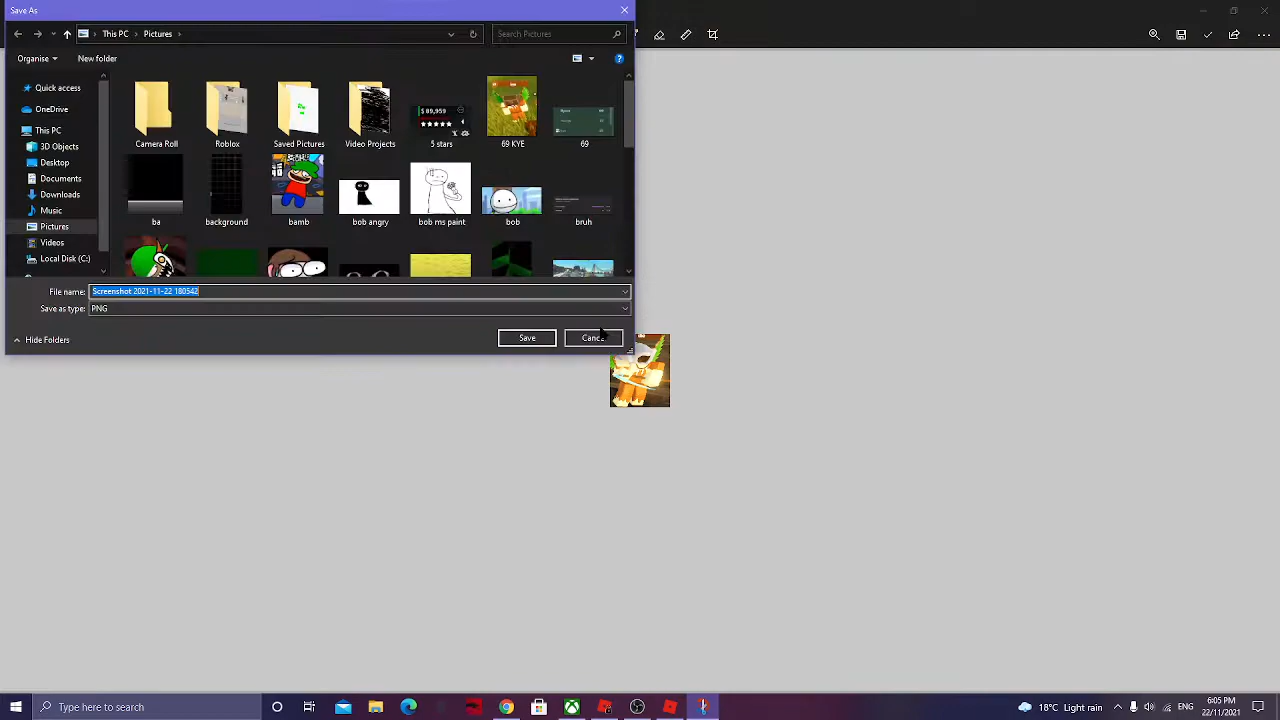 Save As
This PC > Pictures >
Search Pictures
Organise
New folder
Quick access
OneDrive
This PC
3D Objects
Desktop
Documents
Downloads
Music
Pictures
Videos
Local Disk (C:)
Camera Roll
Roblox
Saved Pictures
Video Projects
$ 89,959
5 stars
69 KYE
69
ba
background
bamb
bob angry
bob ms paint
bob
bruh
File name:
Screenshot 2021-11-22 180542
Save as type:
PNG
Hide Folders
Save
Cancel
Type here to search
18°C Light rain
6:05 PM
22/11/2021